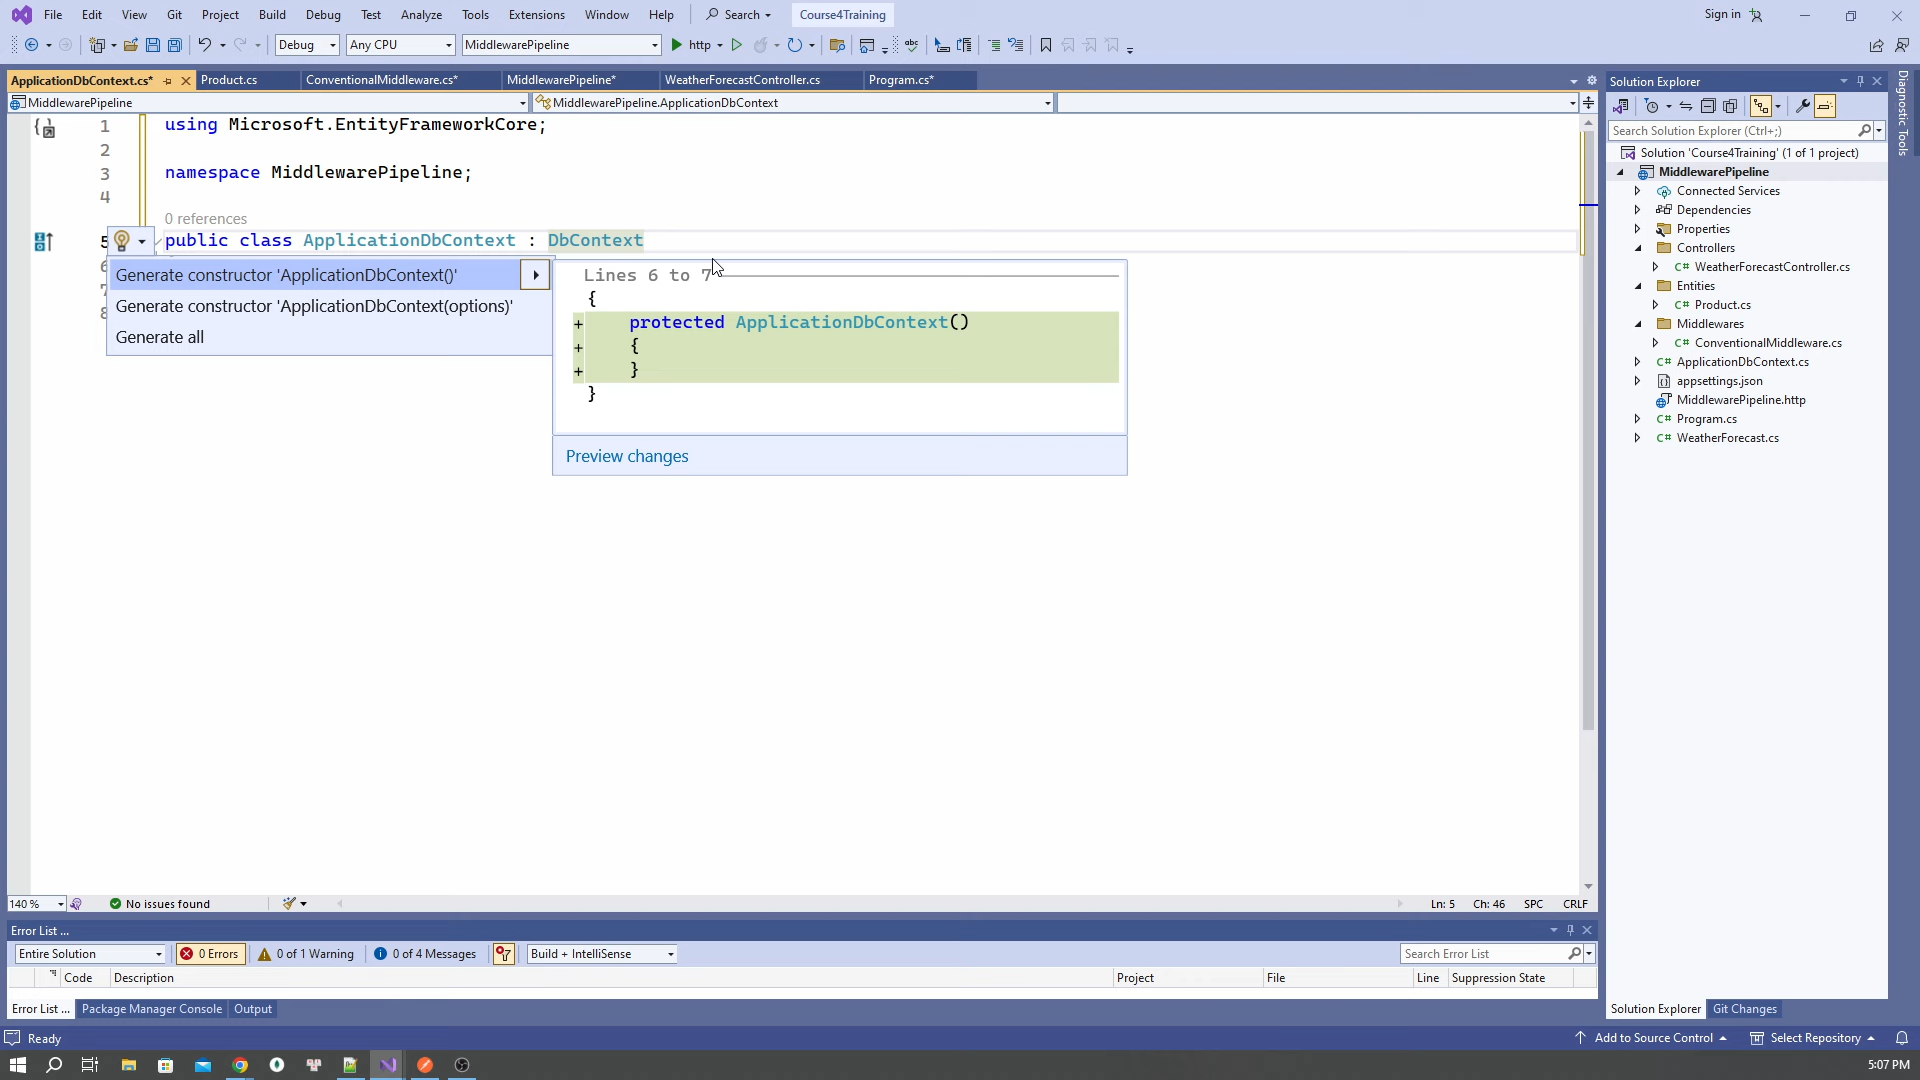 File Edit View Git Project Build Debug Test Analyze Tools Extensions Window Help Search Course4Training Sign in
Debug Any CPU MiddlewarePipeline http
ApplicationDbContext.cs* Product.cs ConventionalMiddleware.cs* MiddlewarePipeline* WeatherForecastController.cs Program.cs*
MiddlewarePipeline MiddlewarePipeline.ApplicationDbContext
1 using Microsoft.EntityFrameworkCore;
2
3 namespace MiddlewarePipeline;
4
0 references
5 public class ApplicationDbContext : DbContext
Generate constructor 'ApplicationDbContext()'
Generate constructor 'ApplicationDbContext(options)'
Generate all
Lines 6 to 7
{
+ protected ApplicationDbContext()
+ {
+ }
}
Preview changes
140 % No issues found Ln: 5 Ch: 46 SPC CRLF
Error List ...
Entire Solution 0 Errors 0 of 1 Warning 0 of 4 Messages Build + IntelliSense Search Error List
Code Description Project File Line Suppression State
Error List ... Package Manager Console Output
Solution Explorer
Search Solution Explorer (Ctrl+;)
Solution 'Course4Training' (1 of 1 project)
MiddlewarePipeline
Connected Services
Dependencies
Properties
Controllers
C# WeatherForecastController.cs
Entities
C# Product.cs
Middlewares
C# ConventionalMiddleware.cs
C# ApplicationDbContext.cs
appsettings.json
MiddlewarePipeline.http
C# Program.cs
C# WeatherForecast.cs
Solution Explorer Git Changes
Diagnostic Tools
Ready Add to Source Control Select Repository
5:07 PM